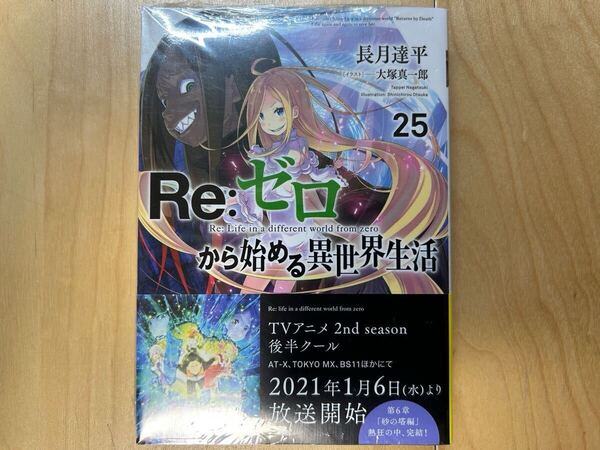 different world "Returns by Death"
長月達平
[イラスト]──大塚真一郎
Tappei Nagatsuki
Illustration: Shinichirou Otsuka
25
Re:ゼロ
Re: Life in a different world from zero
から始める異世界生活
Re: life in a different world from zero
TVアニメ 2nd season
後半クール
AT-X、TOKYO MX、BS11ほかにて
2021年1月6日(水)より
放送開始
第6章
「砂の塔編」
熱狂の中、完結!